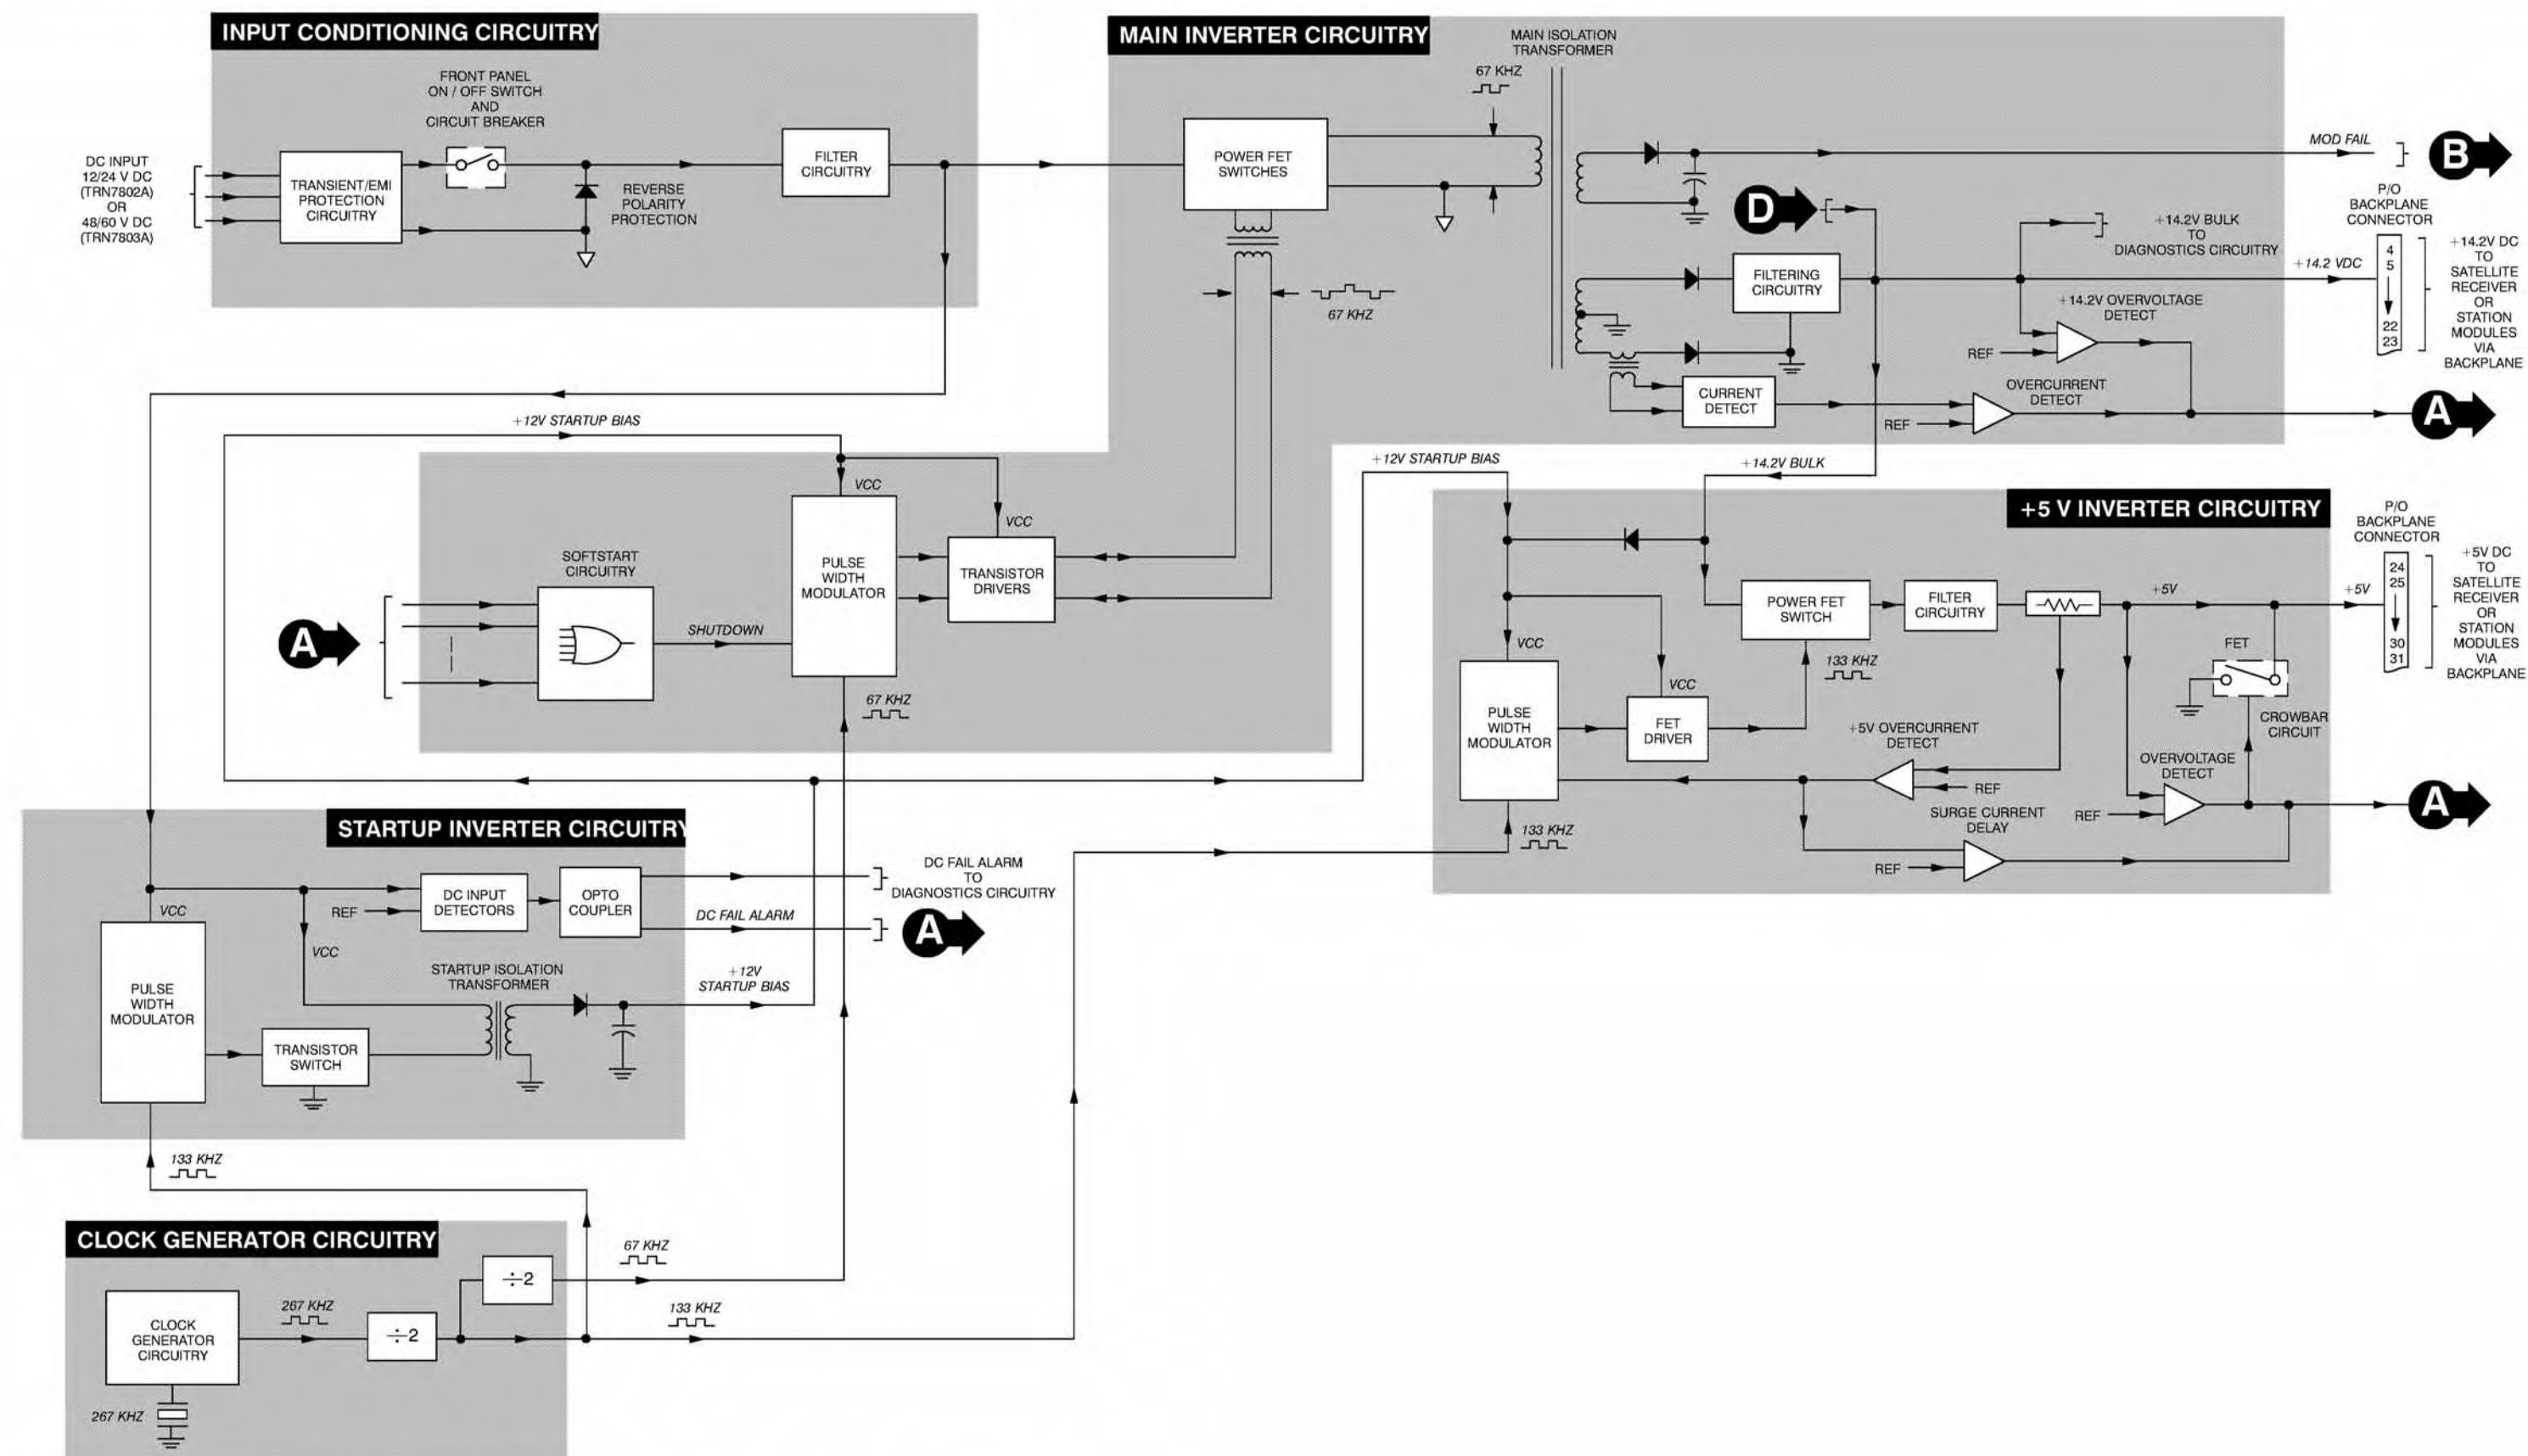 INPUT CONDITIONING CIRCUITRY
FRONT PANEL
ON / OFF SWITCH
AND
CIRCUIT BREAKER
DC INPUT
12/24 V DC
(TRN7802A)
OR
48/60 V DC
(TRN7803A)
TRANSIENT/EMI
PROTECTION
CIRCUITRY
REVERSE
POLARITY
PROTECTION
FILTER
CIRCUITRY
MAIN INVERTER CIRCUITRY
MAIN ISOLATION
TRANSFORMER
67 KHZ
POWER FET
SWITCHES
67 KHZ
MOD FAIL
B
D
+14.2V BULK
TO
DIAGNOSTICS CIRCUITRY
P/O
BACKPLANE
CONNECTOR
+14.2 VDC
4
5
22
23
+14.2V DC
TO
SATELLITE
RECEIVER
OR
STATION
MODULES
VIA
BACKPLANE
FILTERING
CIRCUITRY
+14.2V OVERVOLTAGE
DETECT
REF
CURRENT
DETECT
OVERCURRENT
DETECT
REF
A
+12V STARTUP BIAS
VCC
VCC
SOFTSTART
CIRCUITRY
A
SHUTDOWN
PULSE
WIDTH
MODULATOR
TRANSISTOR
DRIVERS
67 KHZ
+12V STARTUP BIAS
+14.2V BULK
+5 V INVERTER CIRCUITRY
P/O
BACKPLANE
CONNECTOR
24
25
30
31
+5V DC
TO
SATELLITE
RECEIVER
OR
STATION
MODULES
VIA
BACKPLANE
POWER FET
SWITCH
FILTER
CIRCUITRY
+5V
+5V
VCC
133 KHZ
FET
VCC
PULSE
WIDTH
MODULATOR
FET
DRIVER
+5V OVERCURRENT
DETECT
REF
CROWBAR
CIRCUIT
OVERVOLTAGE
DETECT
REF
A
133 KHZ
SURGE CURRENT
DELAY
REF
STARTUP INVERTER CIRCUITRY
VCC
REF
DC INPUT
DETECTORS
OPTO
COUPLER
DC FAIL ALARM
TO
DIAGNOSTICS CIRCUITRY
DC FAIL ALARM
A
VCC
PULSE
WIDTH
MODULATOR
STARTUP ISOLATION
TRANSFORMER
+12V
STARTUP BIAS
TRANSISTOR
SWITCH
133 KHZ
CLOCK GENERATOR CIRCUITRY
CLOCK
GENERATOR
CIRCUITRY
267 KHZ
÷2
÷2
67 KHZ
133 KHZ
267 KHZ